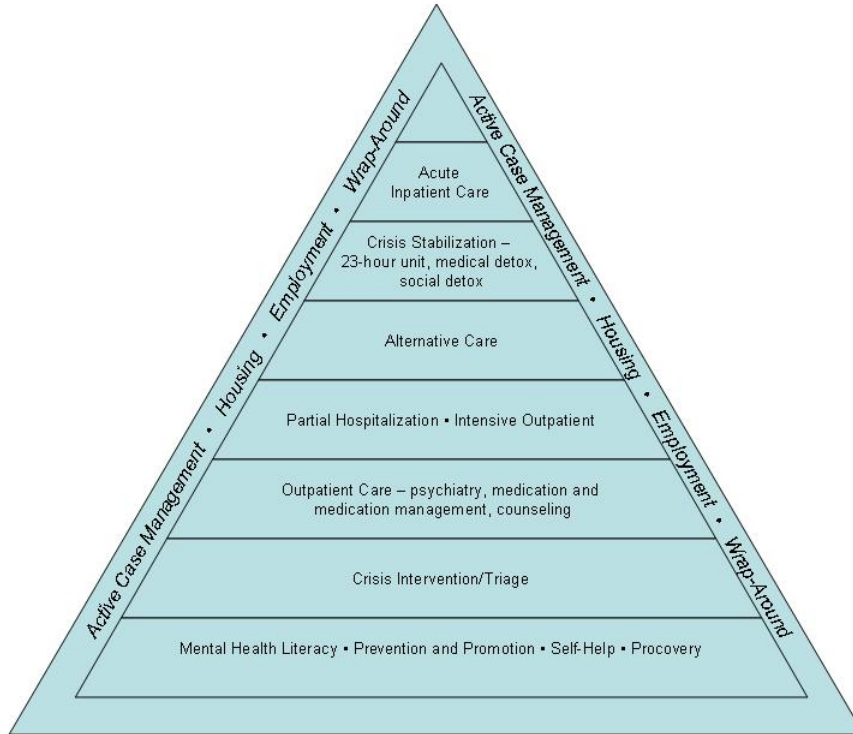 Active Case Management • Housing • Employment • Wrap-Around
Active Case Management • Housing • Employment • Wrap-Around
Acute
Inpatient Care
Crisis Stabilization –
23-hour unit, medical detox,
social detox
Alternative Care
Partial Hospitalization ▪ Intensive Outpatient
Outpatient Care – psychiatry, medication and
medication management, counseling
Crisis Intervention/Triage
Mental Health Literacy ▪ Prevention and Promotion ▪ Self-Help ▪ Procovery